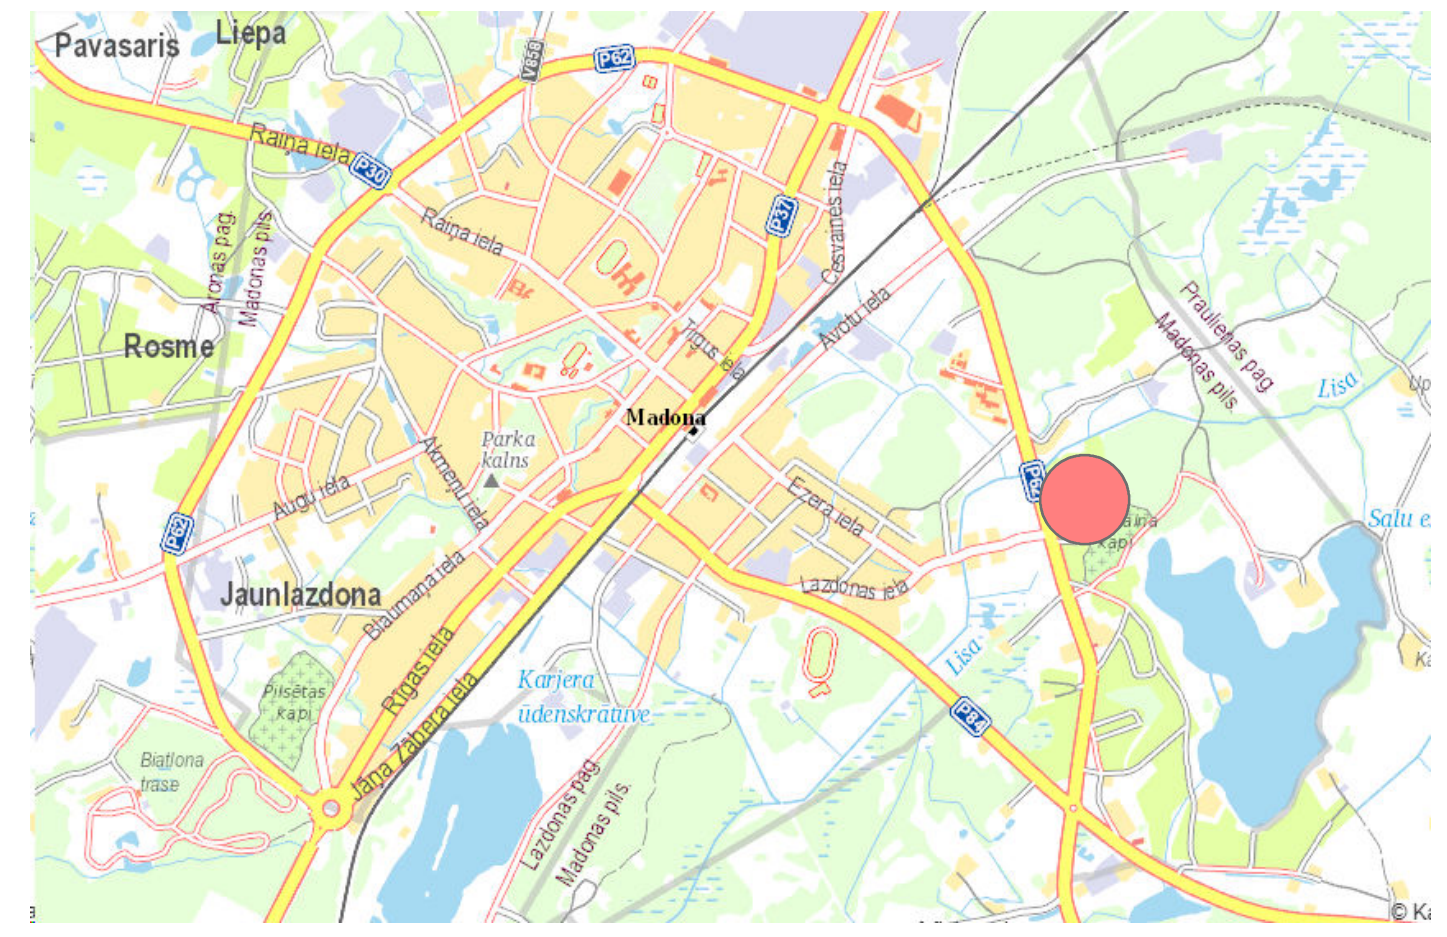 Liepa
Pavasaris
V858
P62
Raiņa iela
P30
Cesvaines iela
P37
Raiņa iela
Aronas pag.
Madonas pils.
Avotu iela
Tirgus iela
Praulienas pag.
Madonas pils.
Rosme
Lisa
Madona
Parka
kalns
Akmeņu iela
Augu iela
Ezera iela
P62
kapi
Lazdonas iela
Jaunlazdona
Blaumaņa iela
Rīgas iela
Lisa
Pilsētas
kapi
Karjera
ūdenskrātuve
Jāņa Zābera iela
P84
Biatlona
trase
Lazdonas pag.
Madonas pils.